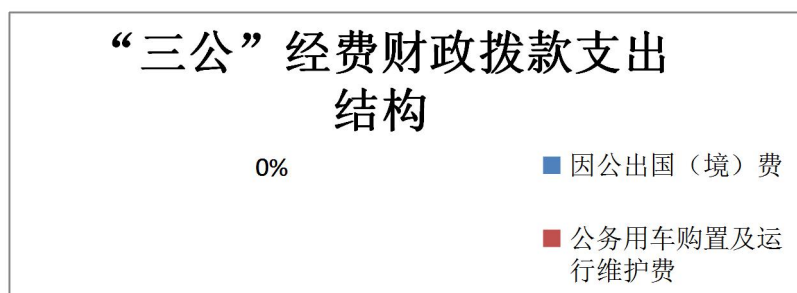 “三公”经费财政拨款支出
结构
0%
因公出国（境）费
公务用车购置及运
行维护费